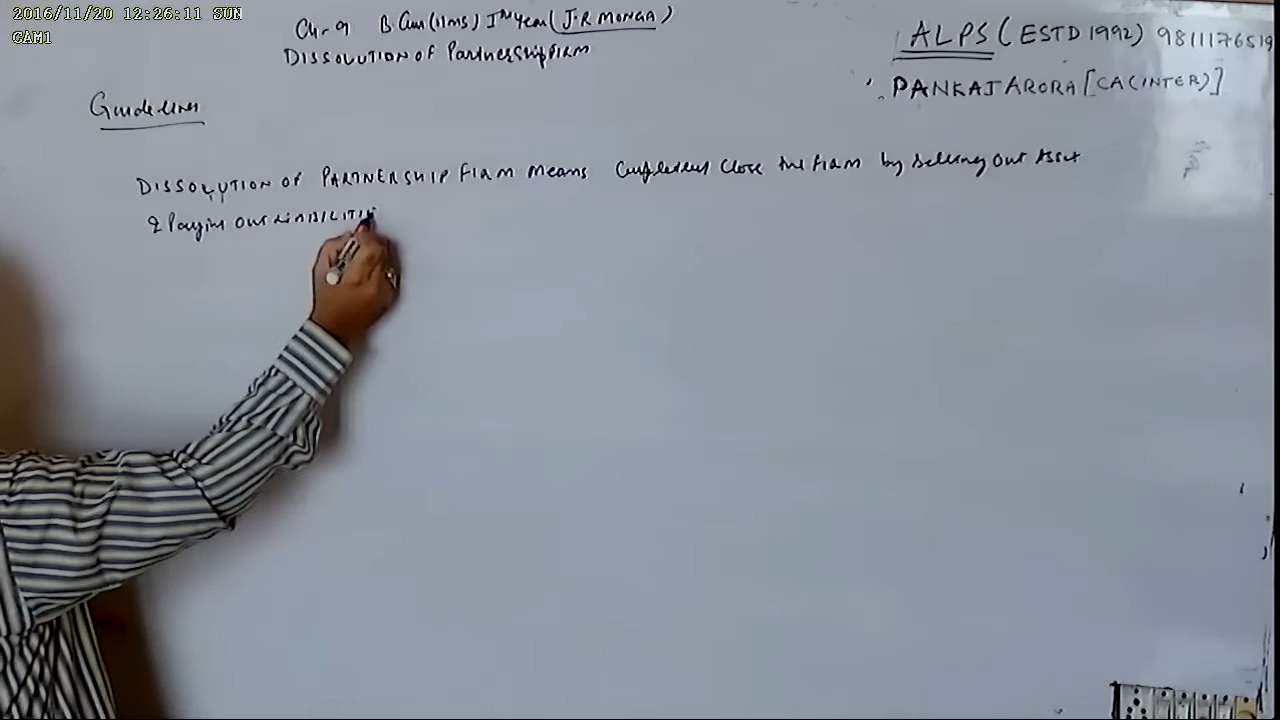 2016/11/20 12:26:11 SUN
CAM1
Ch-9 B Com (Hons) Ist Year (J.R MONGA)
DISSOLUTION OF PARTNERSHIP FIRM
ALPS (ESTD 1992) 9811176519
PANKAJ ARORA [CA (INTER)]
Guidelines
DISSOLUTION OF PARTNERSHIP FIRM Means Close the FIRM by Selling Out Asset
& Paying Out LIABILITIE